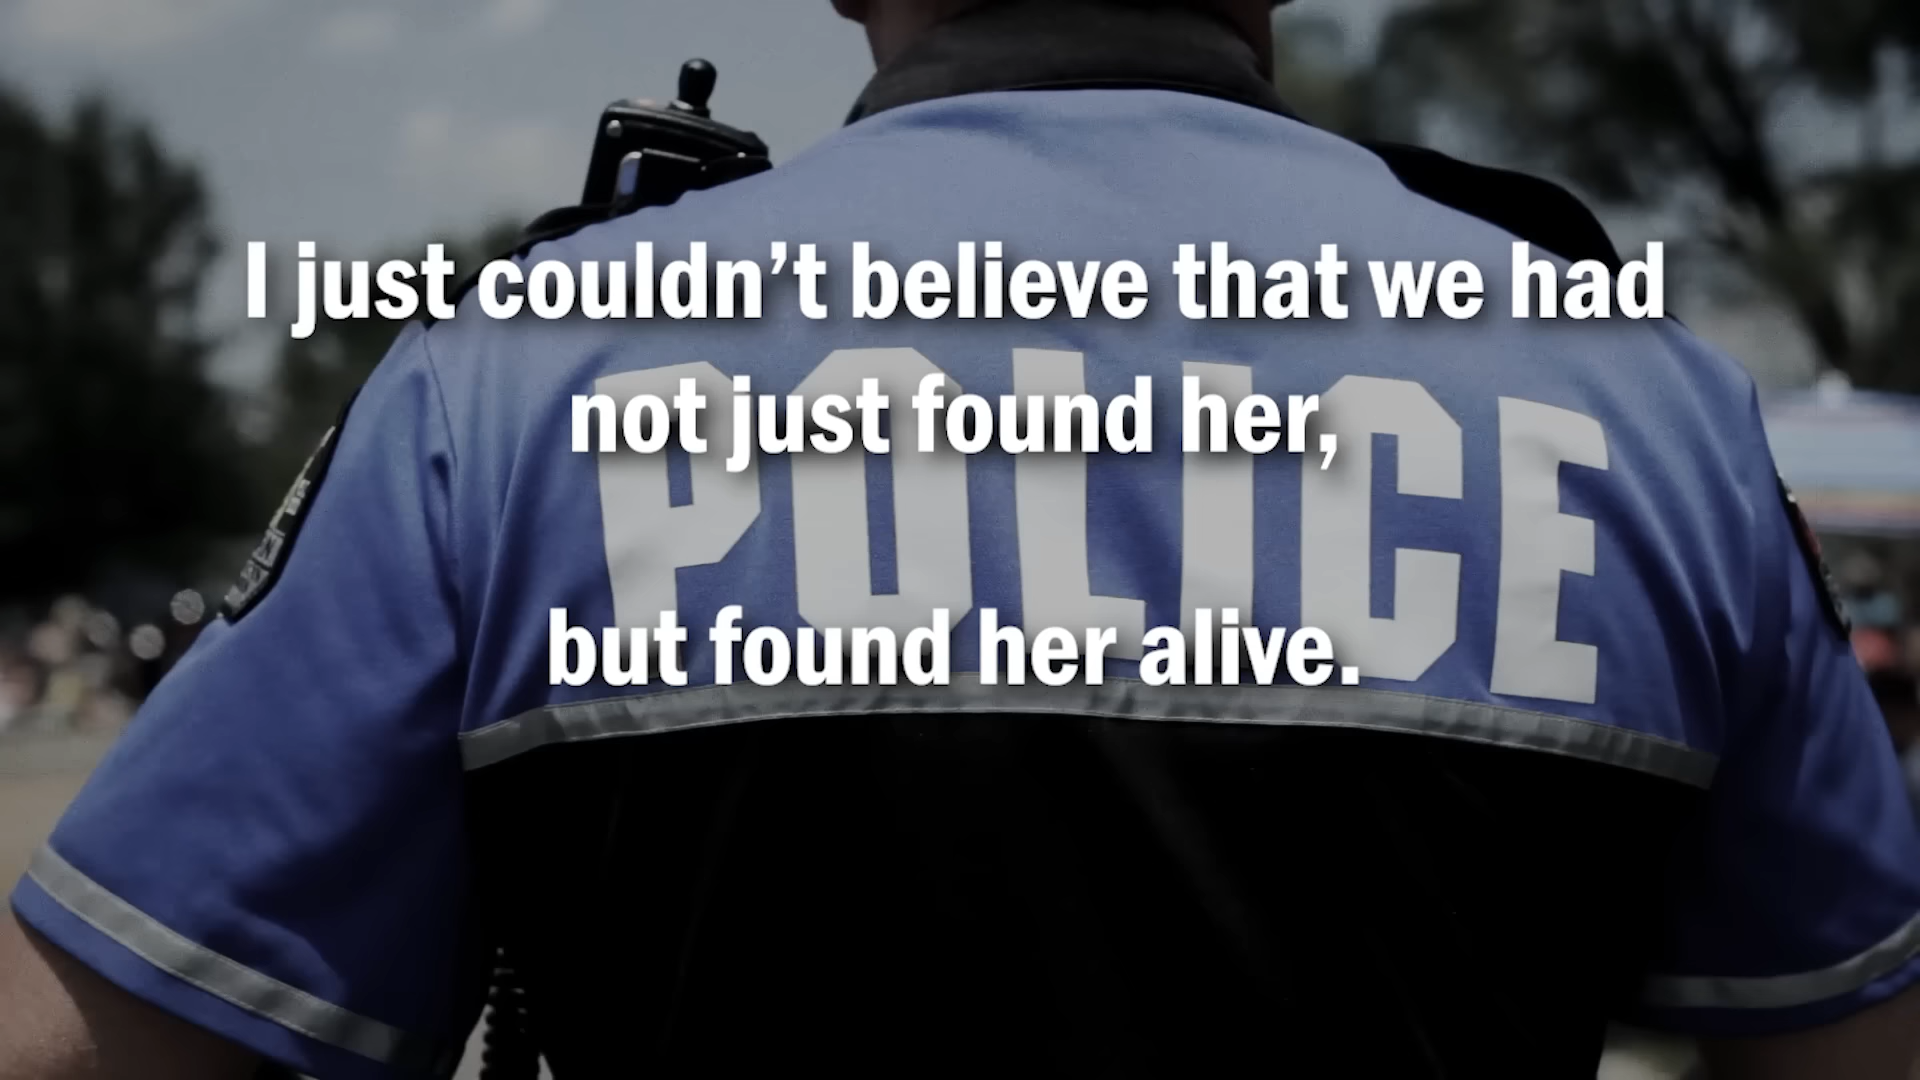 I just couldn’t believe that we had
not just found her,
POLICE
but found her alive.